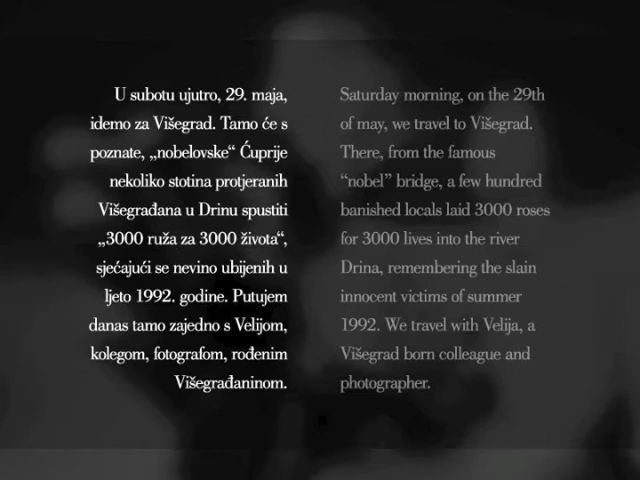 U subotu ujutro, 29. maja,
idemo za Višegrad. Tamo će s
poznate, „nobelovske“ Ćuprije
nekoliko stotina protjeranih
Višegrađana u Drinu spustiti
„3000 ruža za 3000 života“,
sjećajući se nevino ubijenih u
ljeto 1992. godine. Putujem
danas tamo zajedno s Velijom,
kolegom, fotografom, rođenim
Višegrađaninom.
Saturday morning, on the 29th
of may, we travel to Višegrad.
There, from the famous
“nobel” bridge, a few hundred
banished locals laid 3000 roses
for 3000 lives into the river
Drina, remembering the slain
innocent victims of summer
1992. We travel with Velija, a
Višegrad born colleague and
photographer.